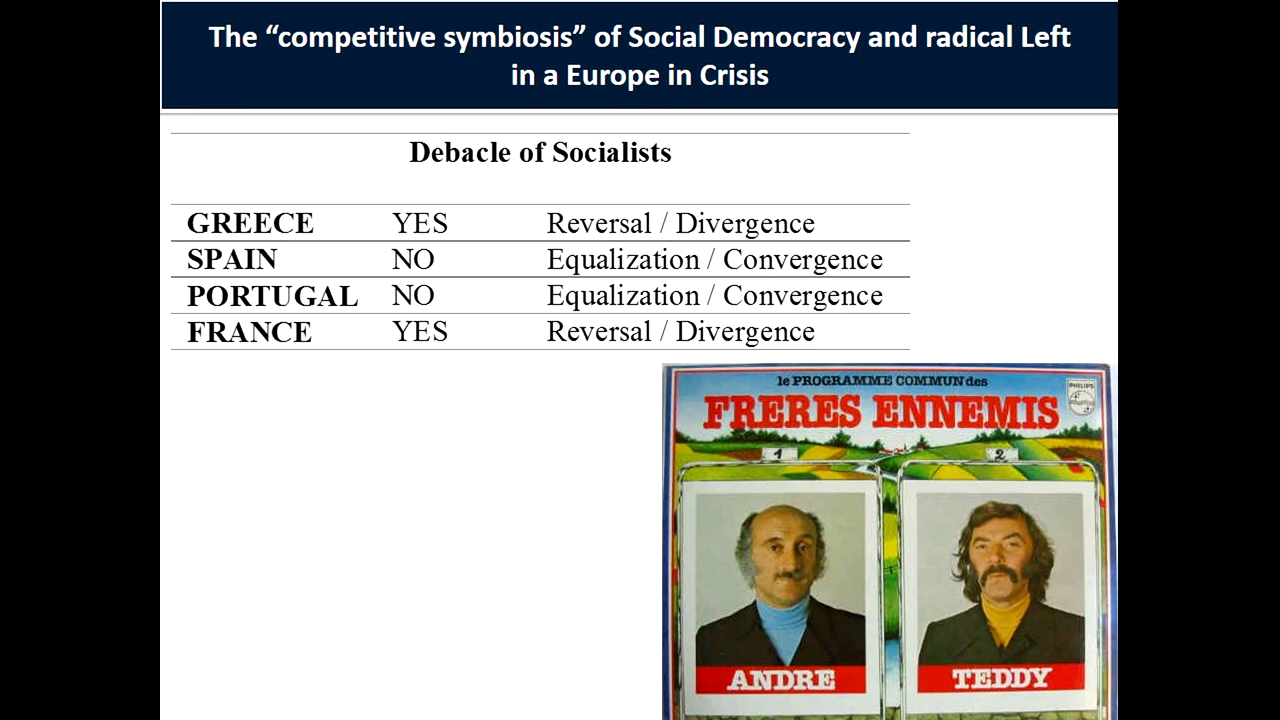 The “competitive symbiosis” of Social Democracy and radical Left
in a Europe in Crisis
Debacle of Socialists
GREECE YES Reversal / Divergence
SPAIN NO Equalization / Convergence
PORTUGAL NO Equalization / Convergence
FRANCE YES Reversal / Divergence
le PROGRAMME COMMUN des
PHILIPS
FRERES ENNEMIS
1 2
ANDRE TEDDY